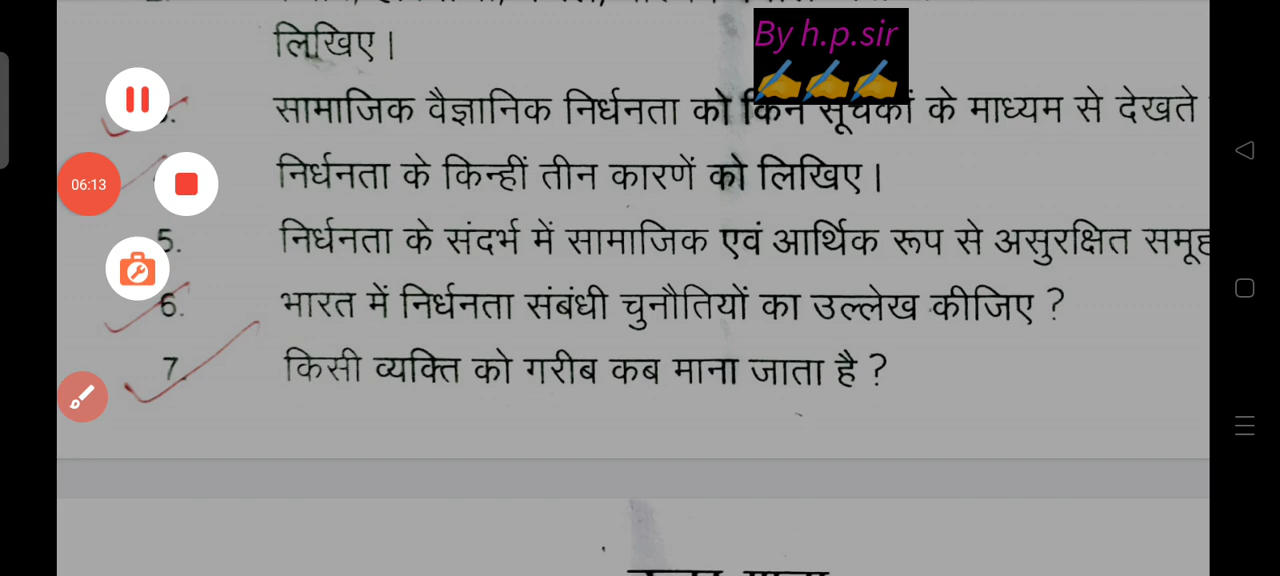 लिखिए ।
By h.p.sir
सामाजिक वैज्ञानिक निर्धनता को किन सूचकों के माध्यम से देखते
06:13
निर्धनता के किन्हीं तीन कारणें को लिखिए ।
5. निर्धनता के संदर्भ में सामाजिक एवं आर्थिक रूप से असुरक्षित समूह
6. भारत में निर्धनता संबंधी चुनौतियों का उल्लेख कीजिए ?
7. किसी व्यक्ति को गरीब कब माना जाता है ?